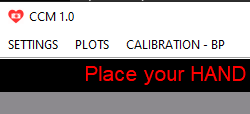 CCM 1.0
SETTINGS PLOTS CALIBRATION - BP
Place your HAND